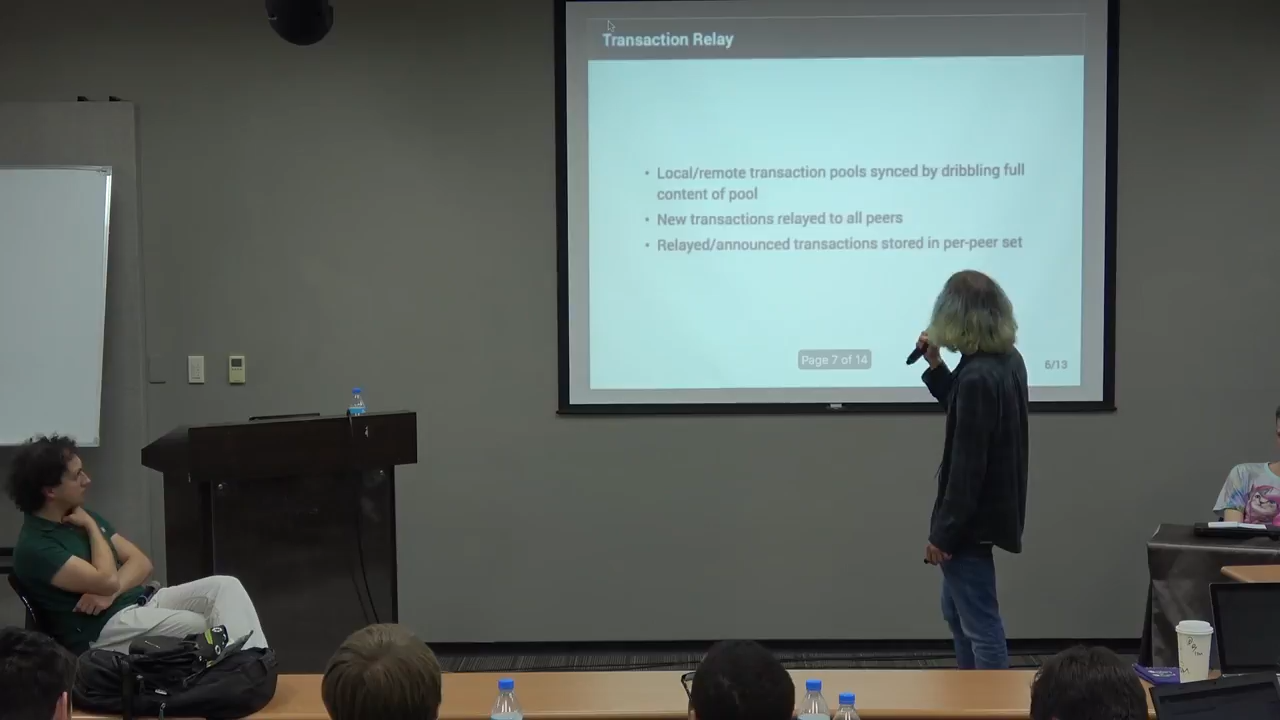 Transaction Relay
• Local/remote transaction pools synced by dribbling full
content of pool
• New transactions relayed to all peers
• Relayed/announced transactions stored in per-peer set
Page 7 of 14
6/13